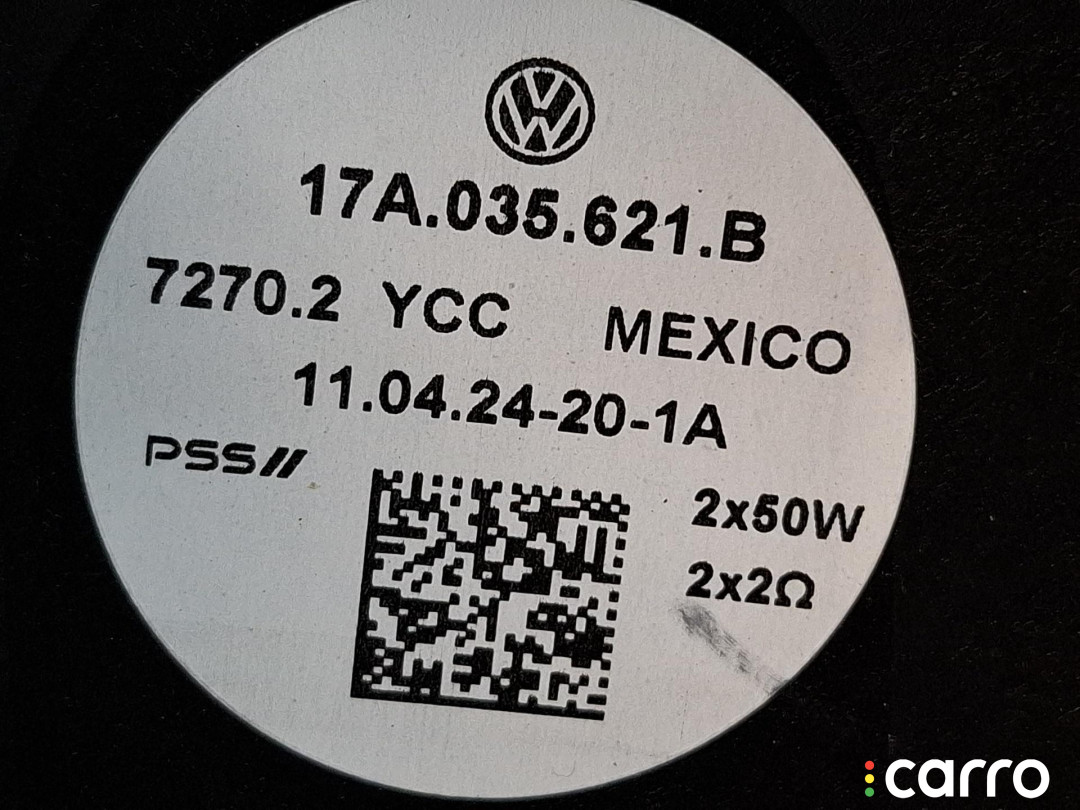 17A.035.621.B
7270.2 YCC MEXICO
11.04.24-20-1A
PSS//
2x50W
2x2Ω
carro